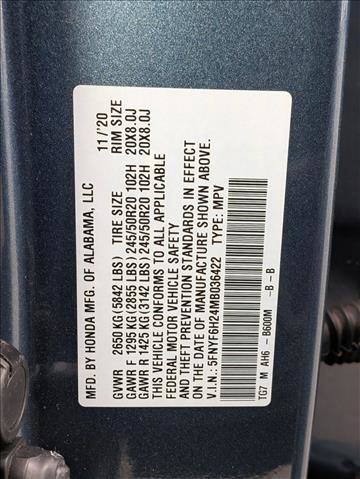 MFD. BY HONDA MFG. OF ALABAMA, LLC 11/'20
GVWR 2650 KG (5842 LBS) TIRE SIZE RIM SIZE
GAWR F 1295 KG (2855 LBS) 245/50R20 102H 20X8.0J
GAWR R 1425 KG (3142 LBS) 245/50R20 102H 20X8.0J
THIS VEHICLE CONFORMS TO ALL APPLICABLE
FEDERAL MOTOR VEHICLE SAFETY
AND THEFT PREVENTION STANDARDS IN EFFECT
ON THE DATE OF MANUFACTURE SHOWN ABOVE.
V.I.N.: 5FNYF6H24MB036422 TYPE: MPV
TG7 M AH6 -B600M -B -B